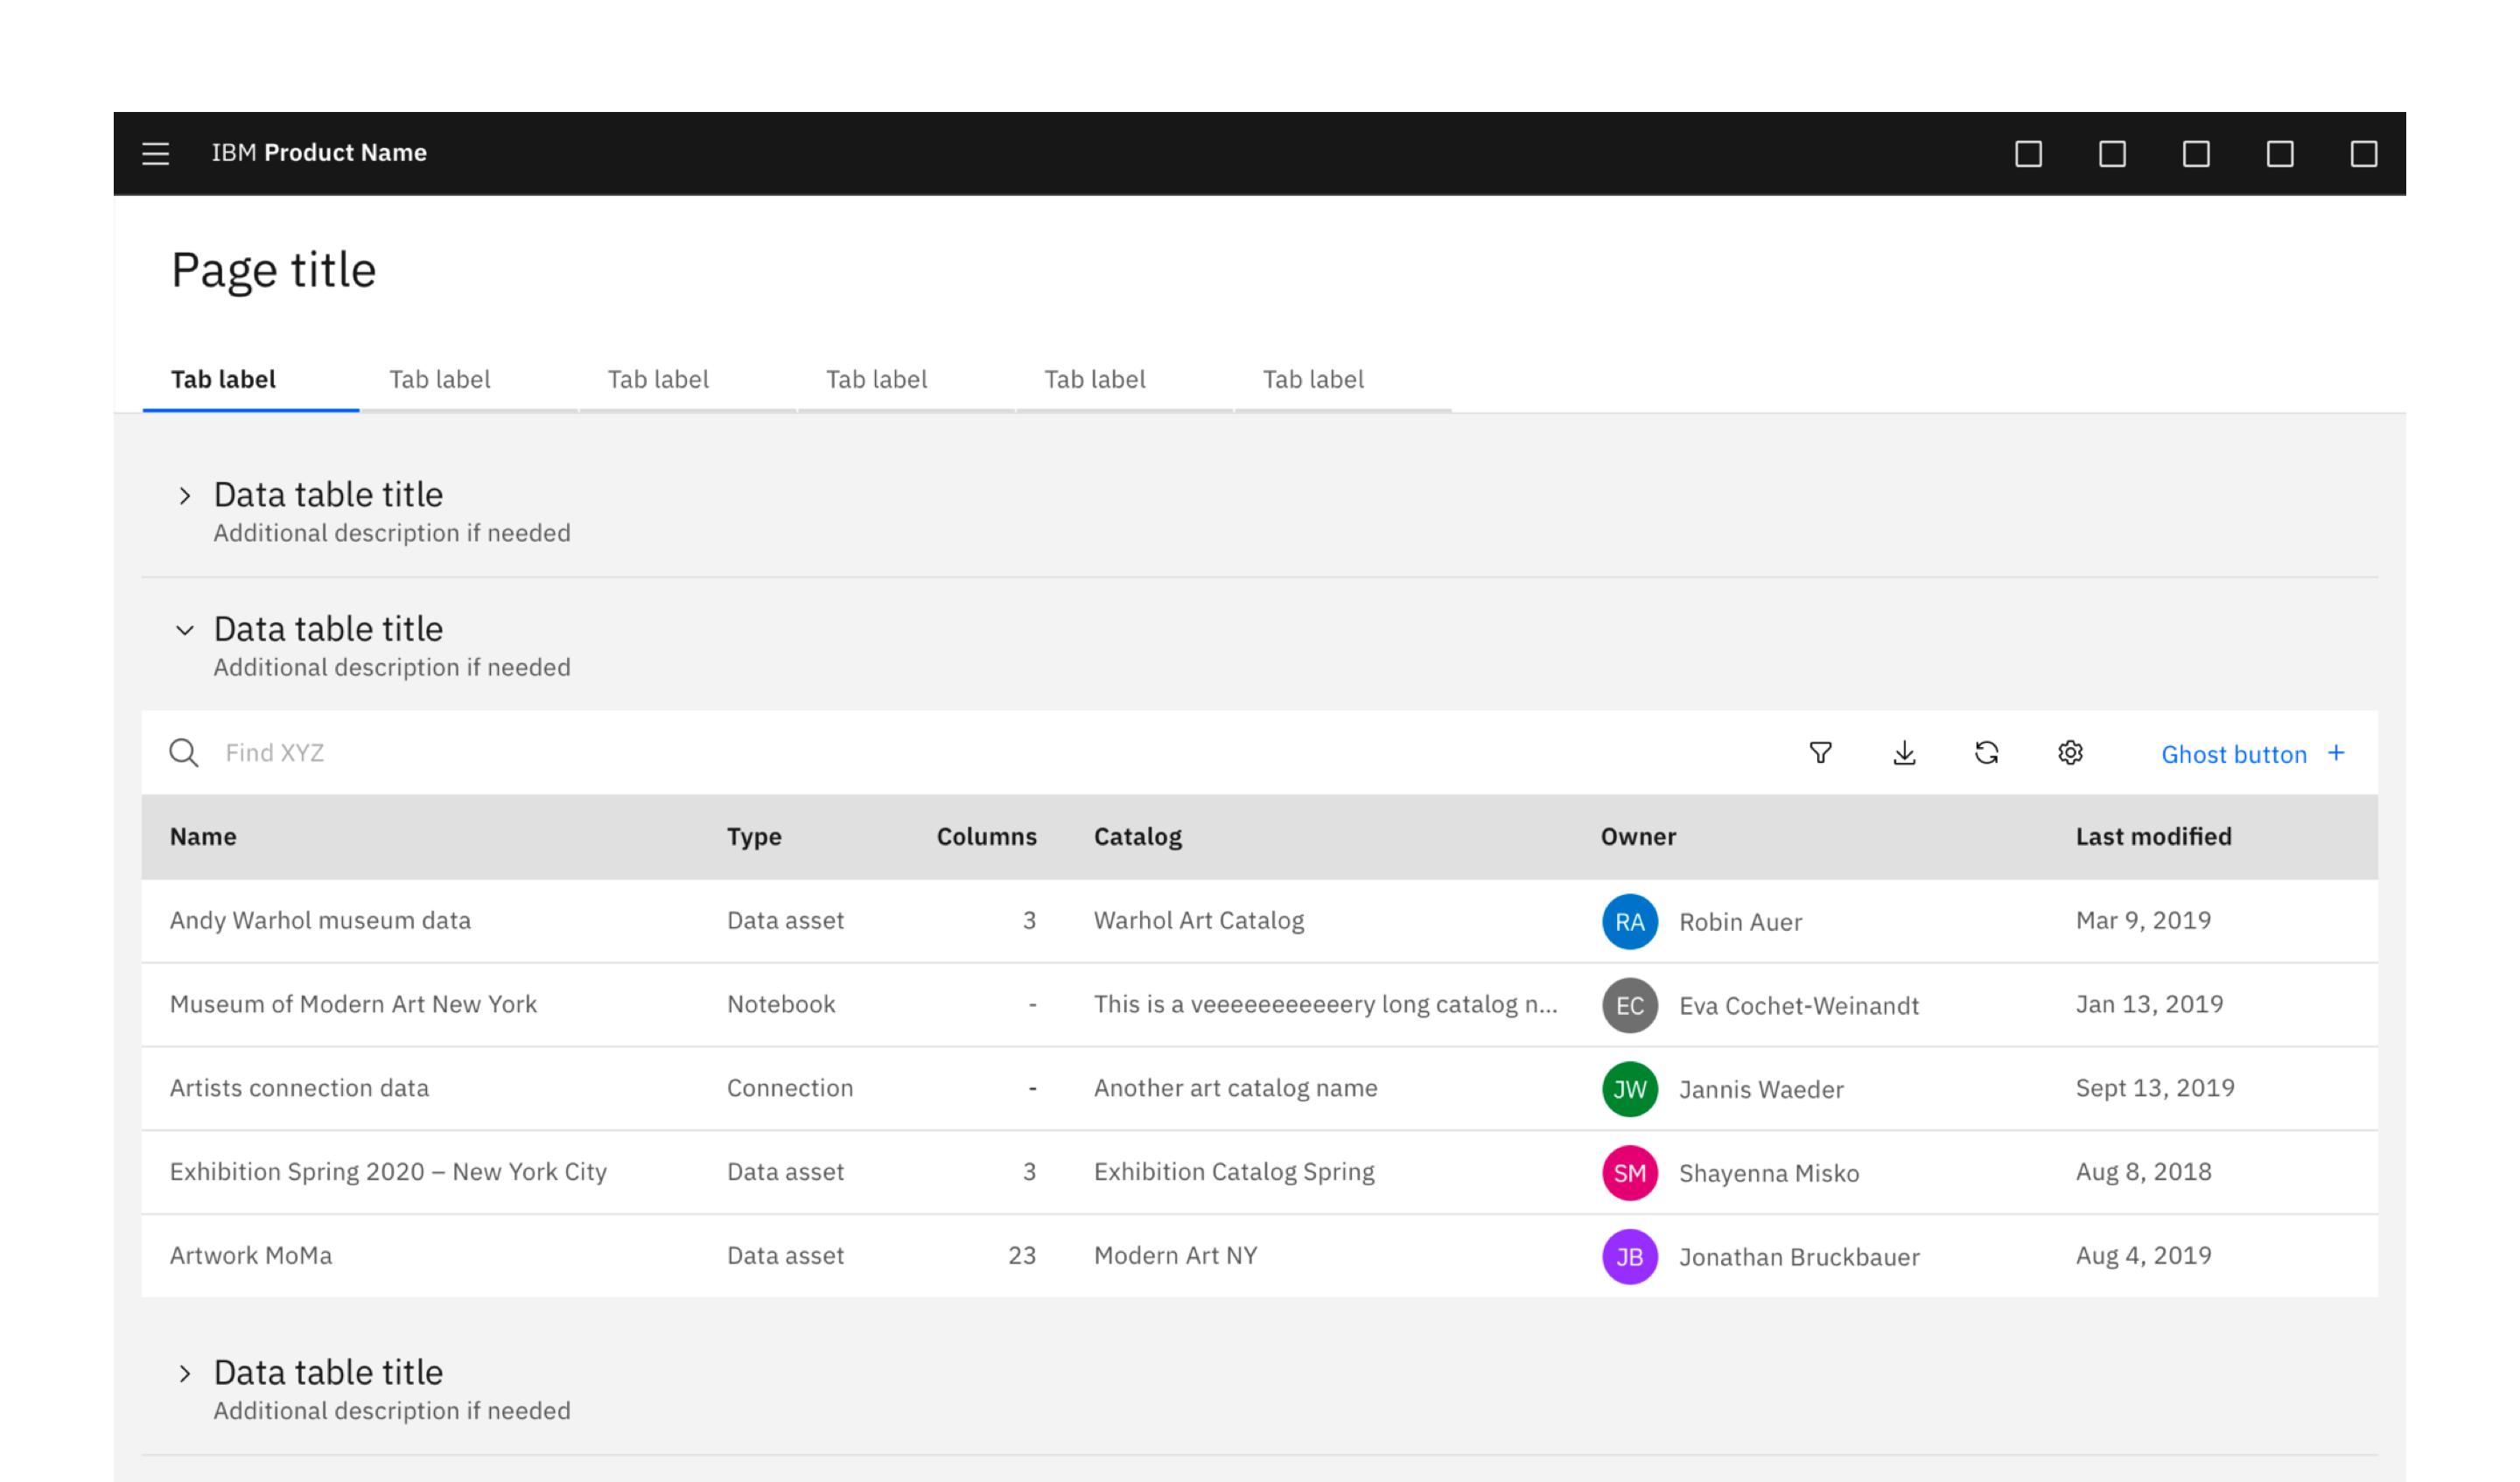 IBM Product Name
Page title
Tab label Tab label Tab label Tab label Tab label Tab label
Data table title
Additional description if needed
Data table title
Additional description if needed
Find XYZ Ghost button +
Name Type Columns Catalog Owner Last modified
Andy Warhol museum data Data asset 3 Warhol Art Catalog RA Robin Auer Mar 9, 2019
Museum of Modern Art New York Notebook - This is a veeeeeeeeeeery long catalog n... EC Eva Cochet-Weinandt Jan 13, 2019
Artists connection data Connection - Another art catalog name JW Jannis Waeder Sept 13, 2019
Exhibition Spring 2020 – New York City Data asset 3 Exhibition Catalog Spring SM Shayenna Misko Aug 8, 2018
Artwork MoMa Data asset 23 Modern Art NY JB Jonathan Bruckbauer Aug 4, 2019
Data table title
Additional description if needed